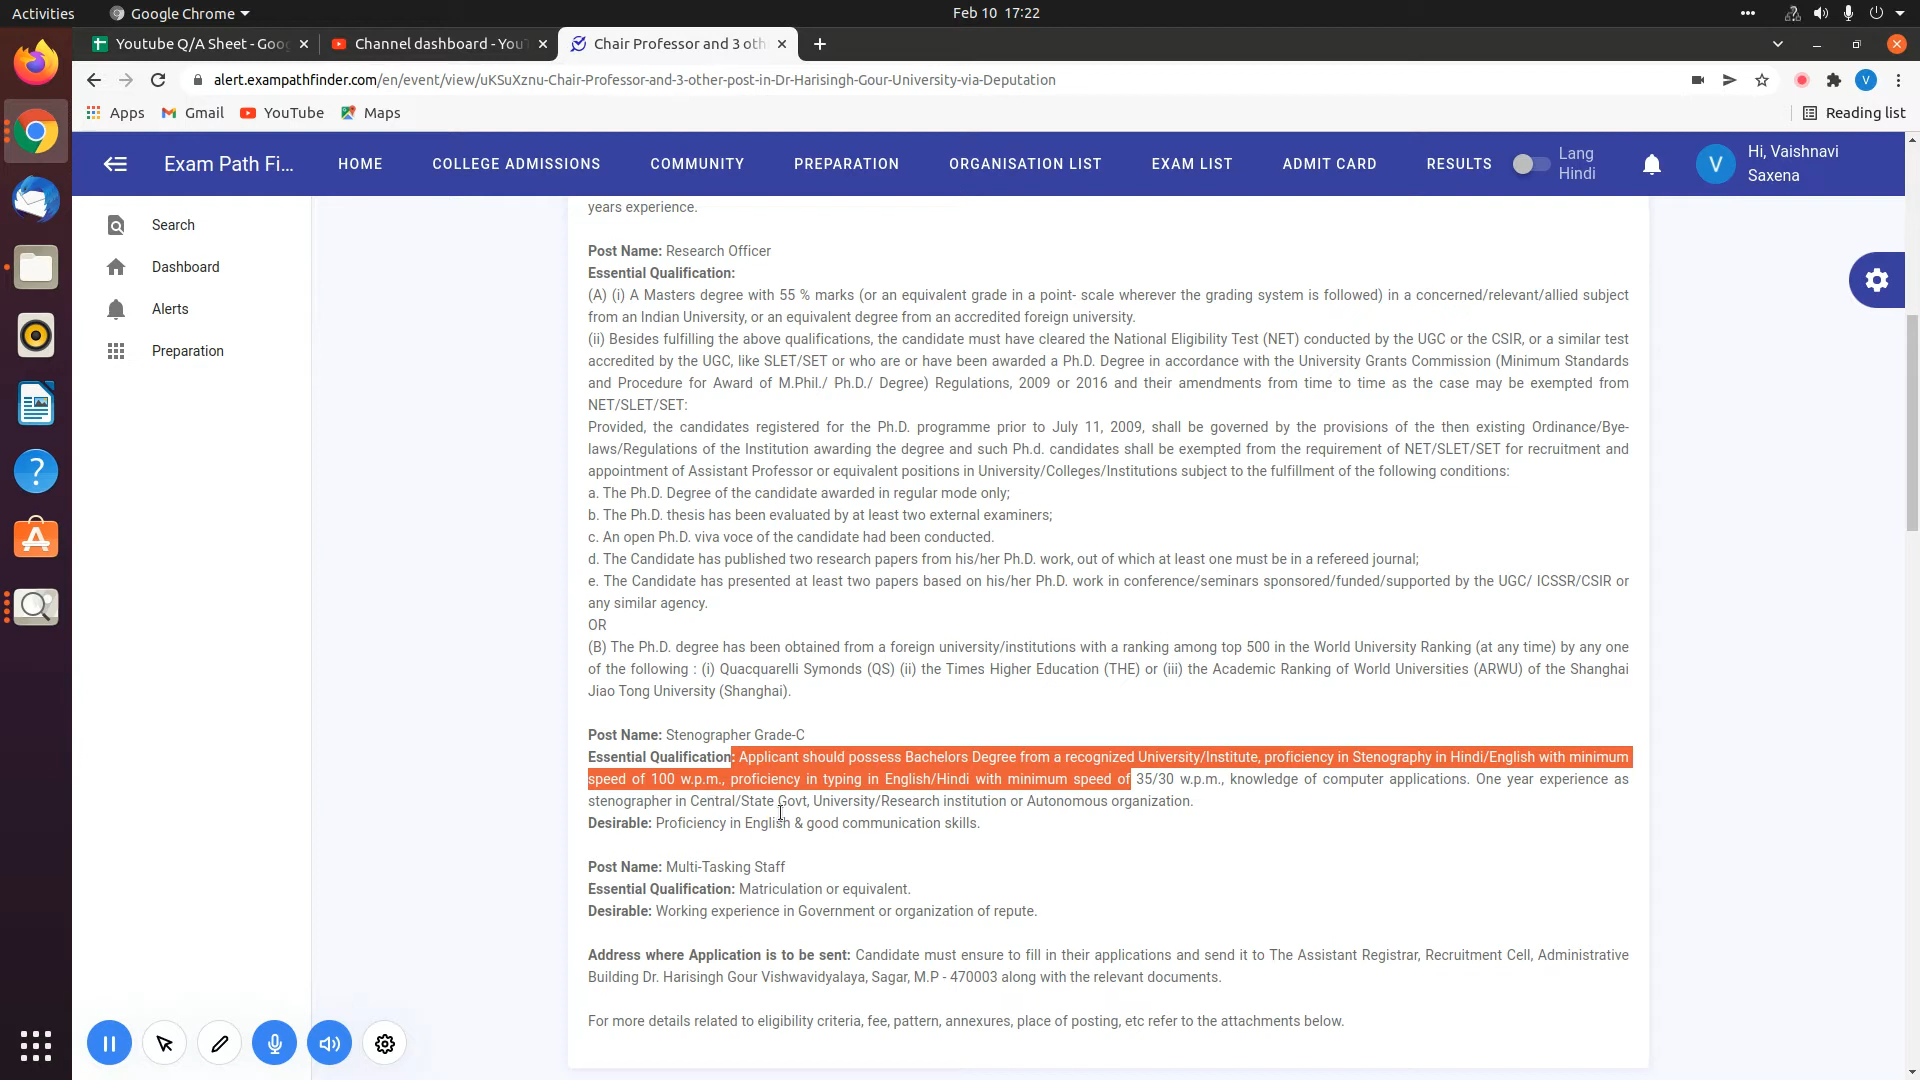 Activities Google Chrome Feb 10 17:22
Youtube Q/A Sheet - Goog Channel dashboard - You Chair Professor and 3 oth
alert.exampathfinder.com/en/event/view/uKSuXznu-Chair-Professor-and-3-other-post-in-Dr-Harisingh-Gour-University-via-Deputation V
Apps Gmail YouTube Maps Reading list
Exam Path Fi... HOME COLLEGE ADMISSIONS COMMUNITY PREPARATION ORGANISATION LIST EXAM LIST ADMIT CARD RESULTS Lang Hindi V Hi, Vaishnavi Saxena
Search
Dashboard
Alerts
Preparation
years experience.
Post Name: Research Officer
Essential Qualification:
(A) (i) A Masters degree with 55 % marks (or an equivalent grade in a point- scale wherever the grading system is followed) in a concerned/relevant/allied subject
from an Indian University, or an equivalent degree from an accredited foreign university.
(ii) Besides fulfilling the above qualifications, the candidate must have cleared the National Eligibility Test (NET) conducted by the UGC or the CSIR, or a similar test
accredited by the UGC, like SLET/SET or who are or have been awarded a Ph.D. Degree in accordance with the University Grants Commission (Minimum Standards
and Procedure for Award of M.Phil./ Ph.D./ Degree) Regulations, 2009 or 2016 and their amendments from time to time as the case may be exempted from
NET/SLET/SET:
Provided, the candidates registered for the Ph.D. programme prior to July 11, 2009, shall be governed by the provisions of the then existing Ordinance/Bye-
laws/Regulations of the Institution awarding the degree and such Ph.d. candidates shall be exempted from the requirement of NET/SLET/SET for recruitment and
appointment of Assistant Professor or equivalent positions in University/Colleges/Institutions subject to the fulfillment of the following conditions:
a. The Ph.D. Degree of the candidate awarded in regular mode only;
b. The Ph.D. thesis has been evaluated by at least two external examiners;
c. An open Ph.D. viva voce of the candidate had been conducted.
d. The Candidate has published two research papers from his/her Ph.D. work, out of which at least one must be in a refereed journal;
e. The Candidate has presented at least two papers based on his/her Ph.D. work in conference/seminars sponsored/funded/supported by the UGC/ ICSSR/CSIR or
any similar agency.
OR
(B) The Ph.D. degree has been obtained from a foreign university/institutions with a ranking among top 500 in the World University Ranking (at any time) by any one
of the following : (i) Quacquarelli Symonds (QS) (ii) the Times Higher Education (THE) or (iii) the Academic Ranking of World Universities (ARWU) of the Shanghai
Jiao Tong University (Shanghai).
Post Name: Stenographer Grade-C
Essential Qualification: Applicant should possess Bachelors Degree from a recognized University/Institute, proficiency in Stenography in Hindi/English with minimum
speed of 100 w.p.m., proficiency in typing in English/Hindi with minimum speed of 35/30 w.p.m., knowledge of computer applications. One year experience as
stenographer in Central/State Govt, University/Research institution or Autonomous organization.
Desirable: Proficiency in English & good communication skills.
Post Name: Multi-Tasking Staff
Essential Qualification: Matriculation or equivalent.
Desirable: Working experience in Government or organization of repute.
Address where Application is to be sent: Candidate must ensure to fill in their applications and send it to The Assistant Registrar, Recruitment Cell, Administrative
Building Dr. Harisingh Gour Vishwavidyalaya, Sagar, M.P - 470003 along with the relevant documents.
For more details related to eligibility criteria, fee, pattern, annexures, place of posting, etc refer to the attachments below.